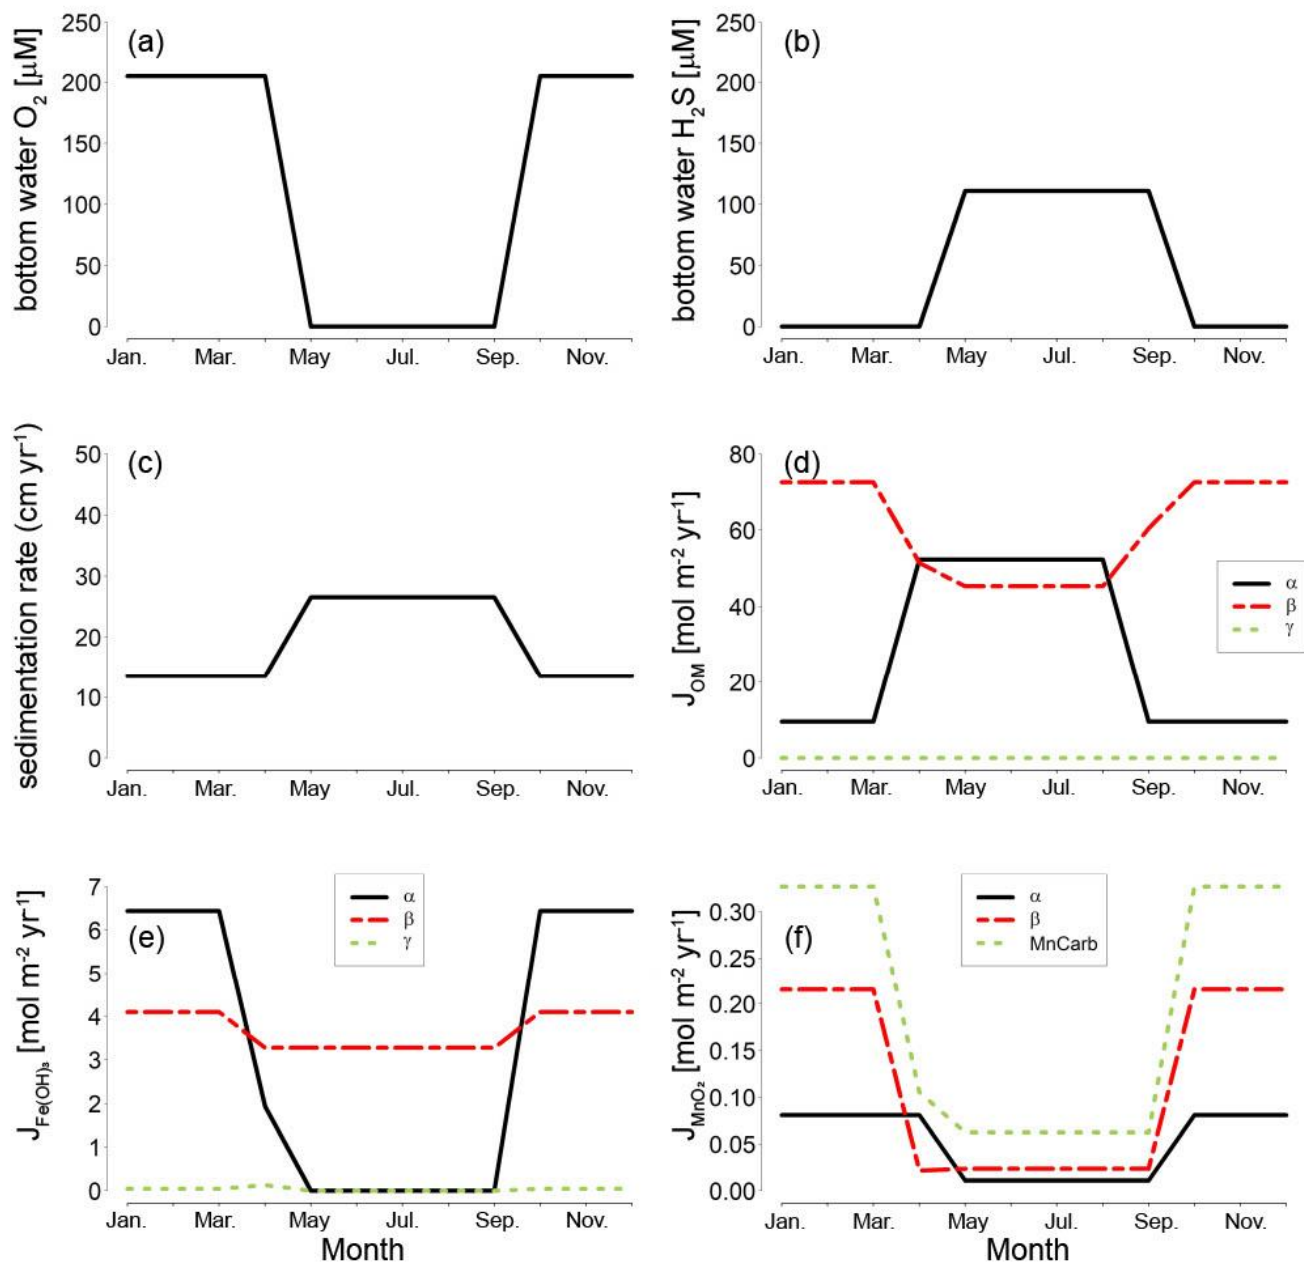 (a)
bottom water O₂ [µM]
250
200
150
100
50
0
Jan. Mar. May Jul. Sep. Nov.
(b)
bottom water H₂S [µM]
250
200
150
100
50
0
Jan. Mar. May Jul. Sep. Nov.
(c)
sedimentation rate (cm yr⁻¹)
50
40
30
20
10
0
Jan. Mar. May Jul. Sep. Nov.
(d)
J_OM [mol m⁻² yr⁻¹]
80
60
40
20
0
α
β
γ
Jan. Mar. May Jul. Sep. Nov.
(e)
J_Fe(OH)₃ [mol m⁻² yr⁻¹]
7
6
5
4
3
2
1
0
α
β
γ
Jan. Mar. May Jul. Sep. Nov.
Month
(f)
J_MnO₂ [mol m⁻² yr⁻¹]
0.30
0.25
0.20
0.15
0.10
0.05
0.00
α
β
MnCarb
Jan. Mar. May Jul. Sep. Nov.
Month